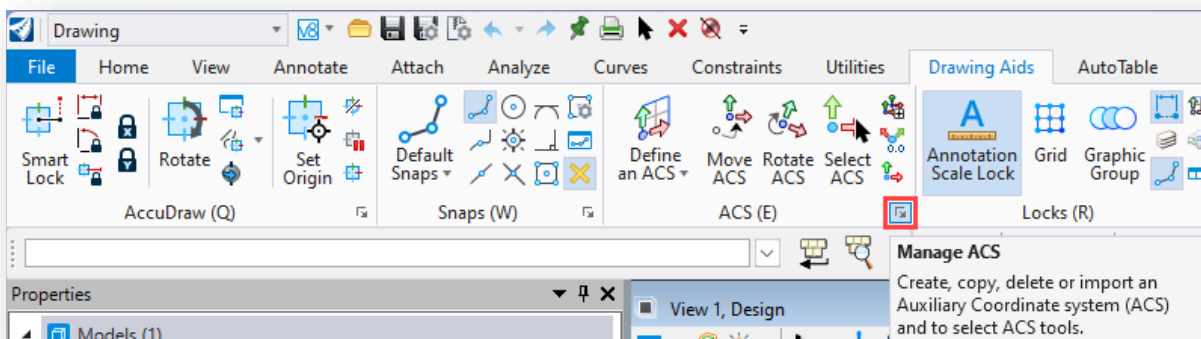 Drawing
V8
File Home View Annotate Attach Analyze Curves Constraints Utilities Drawing Aids AutoTable
Smart
Lock
Rotate
Set
Origin
Default
Snaps
Define
an ACS
Move
ACS
Rotate
ACS
Select
ACS
0.0
A
Annotation
Scale Lock
Grid
Graphic
Group
AccuDraw (Q) Snaps (W) ACS (E) Locks (R)
Manage ACS
Create, copy, delete or import an
Auxiliary Coordinate system (ACS)
and to select ACS tools.
Properties
Models (1)
View 1, Design